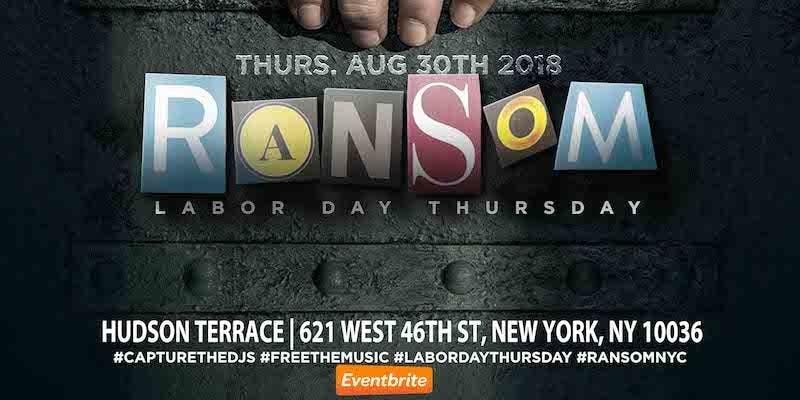 THURS. AUG 30TH 2018
RANSOM
LABOR DAY THURSDAY
HUDSON TERRACE | 621 WEST 46TH ST, NEW YORK, NY 10036
#CAPTURETHEDJS #FREETHEMUSIC #LABORDAYTHURSDAY #RANSOMNYC
Eventbrite